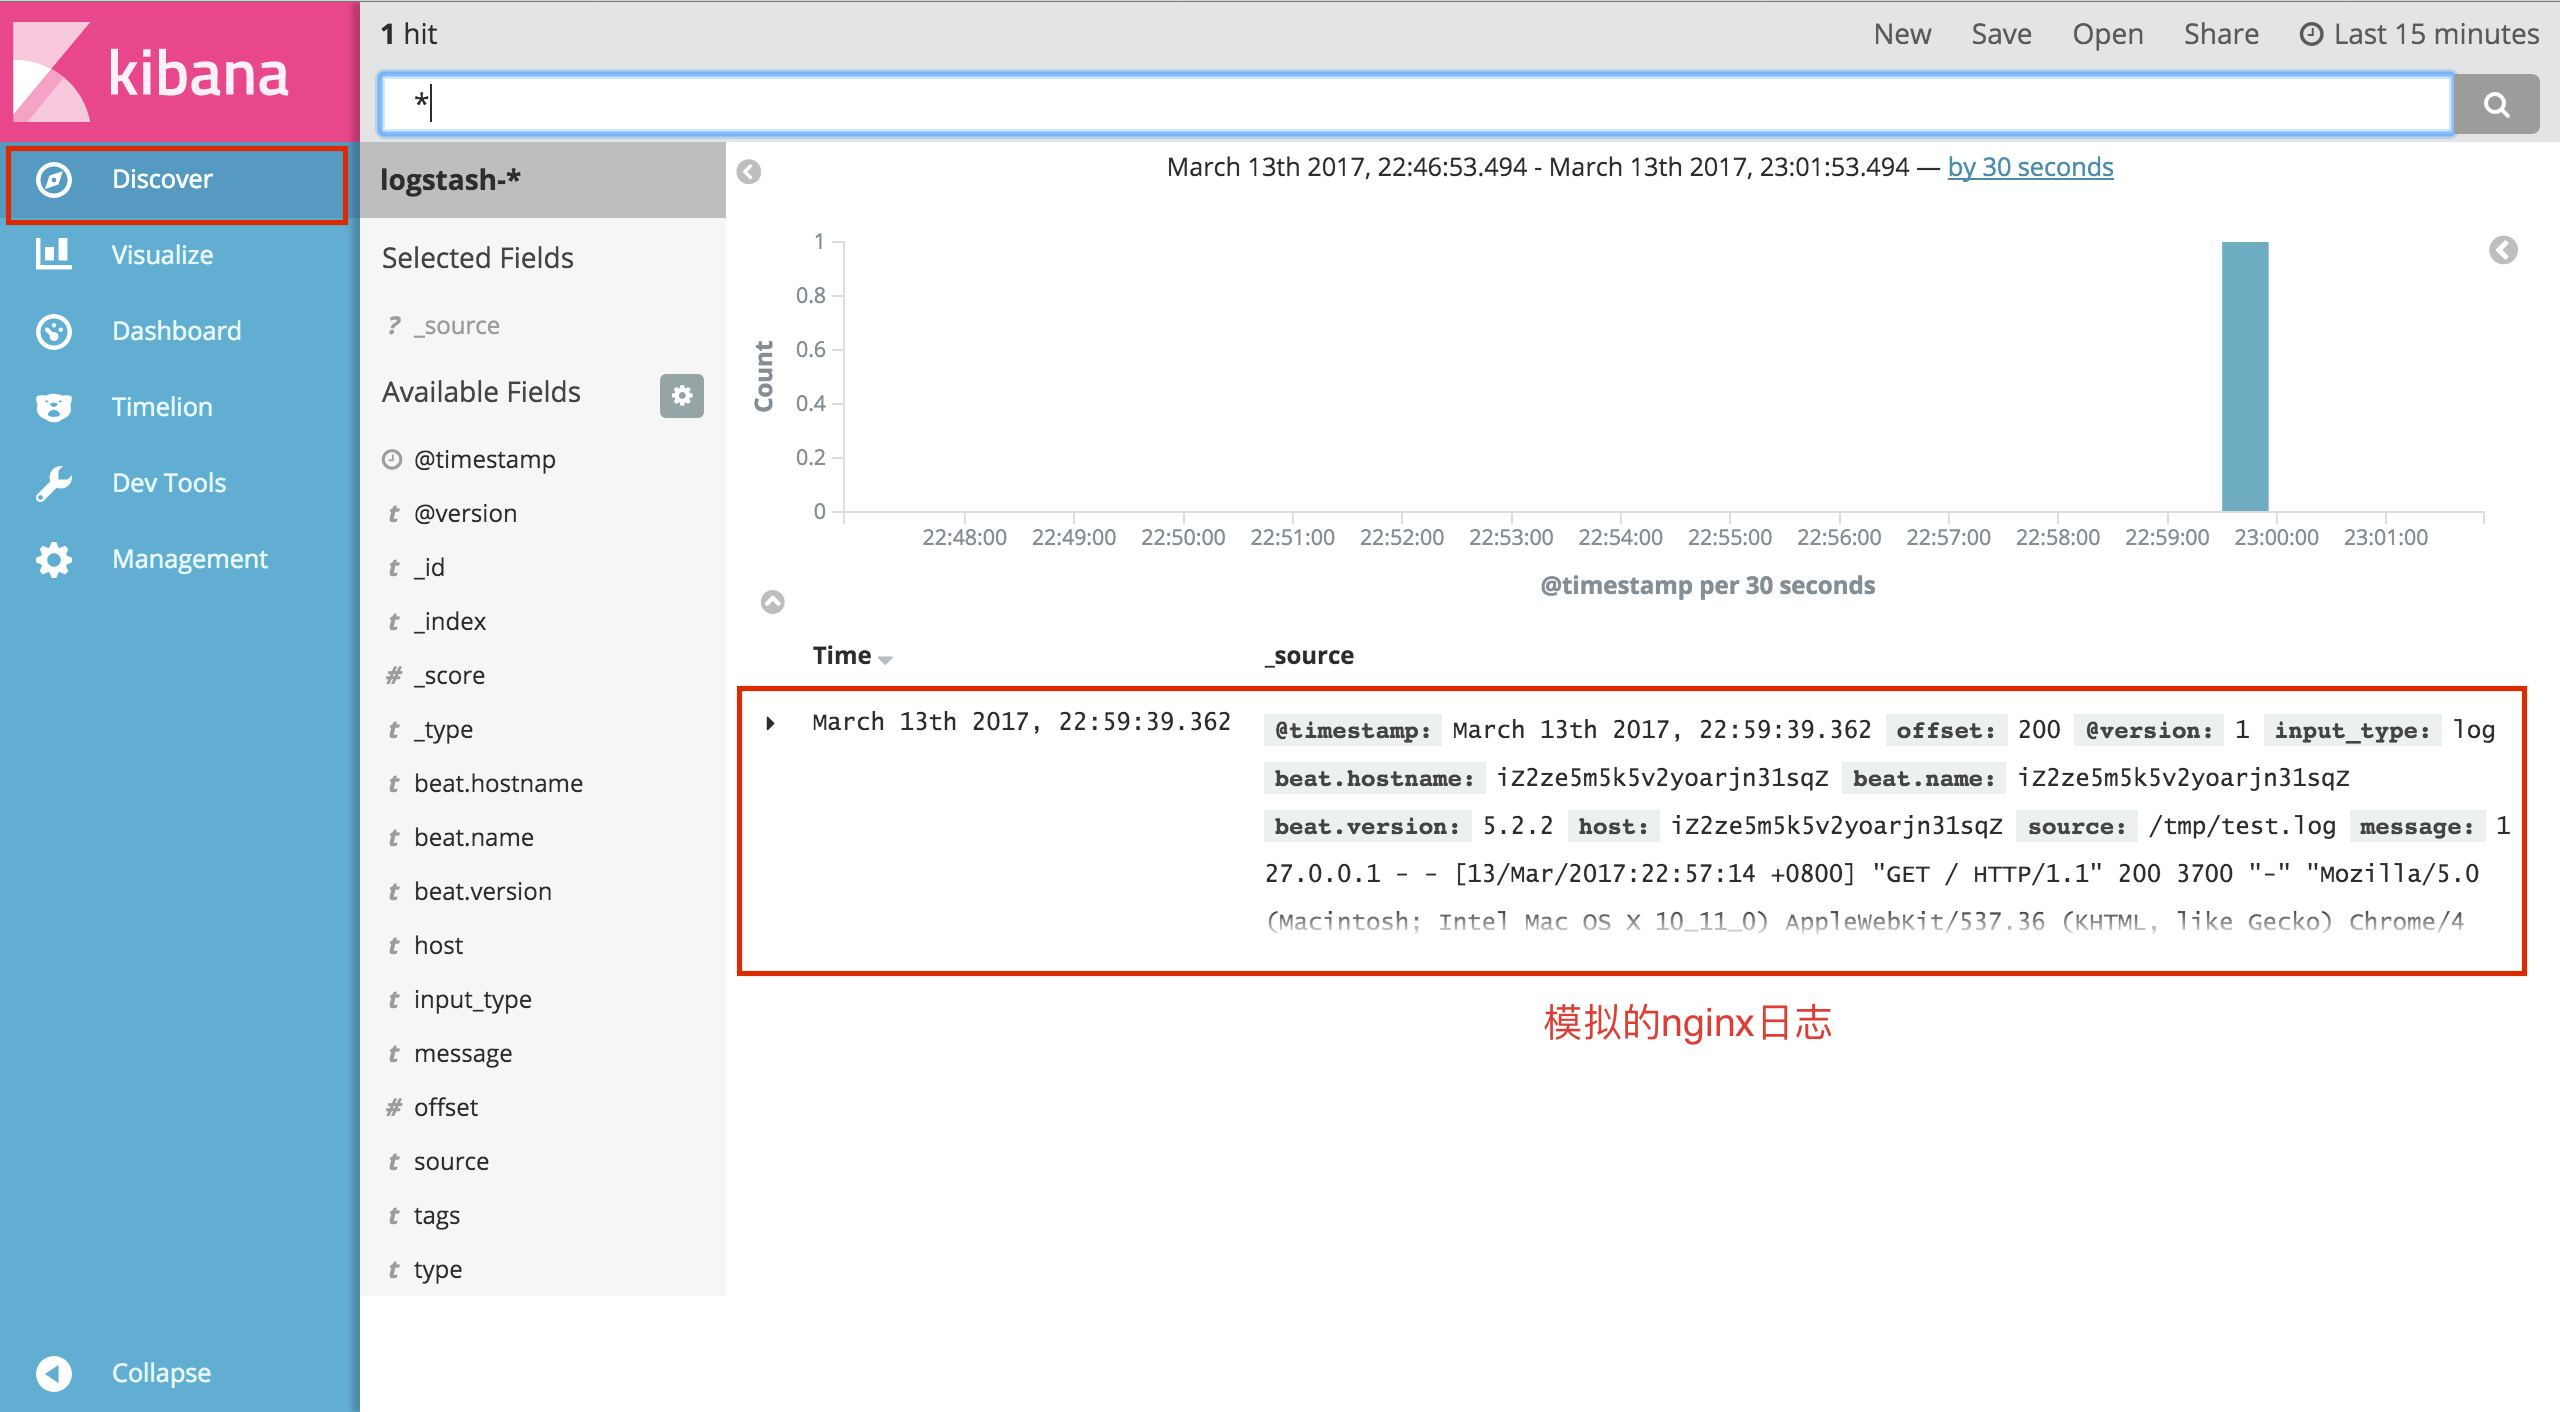 kibana
Discover
Visualize
Dashboard
Timelion
Dev Tools
Management
Collapse
1 hit
New Save Open Share Last 15 minutes
*
logstash-*
Selected Fields
? _source
Available Fields
@timestamp
t @version
t _id
t _index
# _score
t _type
t beat.hostname
t beat.name
t beat.version
t host
t input_type
t message
# offset
t source
t tags
t type
March 13th 2017, 22:46:53.494 - March 13th 2017, 23:01:53.494 — by 30 seconds
Count
1
0.8
0.6
0.4
0.2
0
22:48:00 22:49:00 22:50:00 22:51:00 22:52:00 22:53:00 22:54:00 22:55:00 22:56:00 22:57:00 22:58:00 22:59:00 23:00:00 23:01:00
@timestamp per 30 seconds
Time _source
March 13th 2017, 22:59:39.362 @timestamp: March 13th 2017, 22:59:39.362 offset: 200 @version: 1 input_type: log
beat.hostname: iZ2ze5m5k5v2yoarjn31sqZ beat.name: iZ2ze5m5k5v2yoarjn31sqZ
beat.version: 5.2.2 host: iZ2ze5m5k5v2yoarjn31sqZ source: /tmp/test.log message: 1
27.0.0.1 - - [13/Mar/2017:22:57:14 +0800] "GET / HTTP/1.1" 200 3700 "-" "Mozilla/5.0
(Macintosh; Intel Mac OS X 10_11_0) AppleWebKit/537.36 (KHTML, like Gecko) Chrome/4
模拟的nginx日志